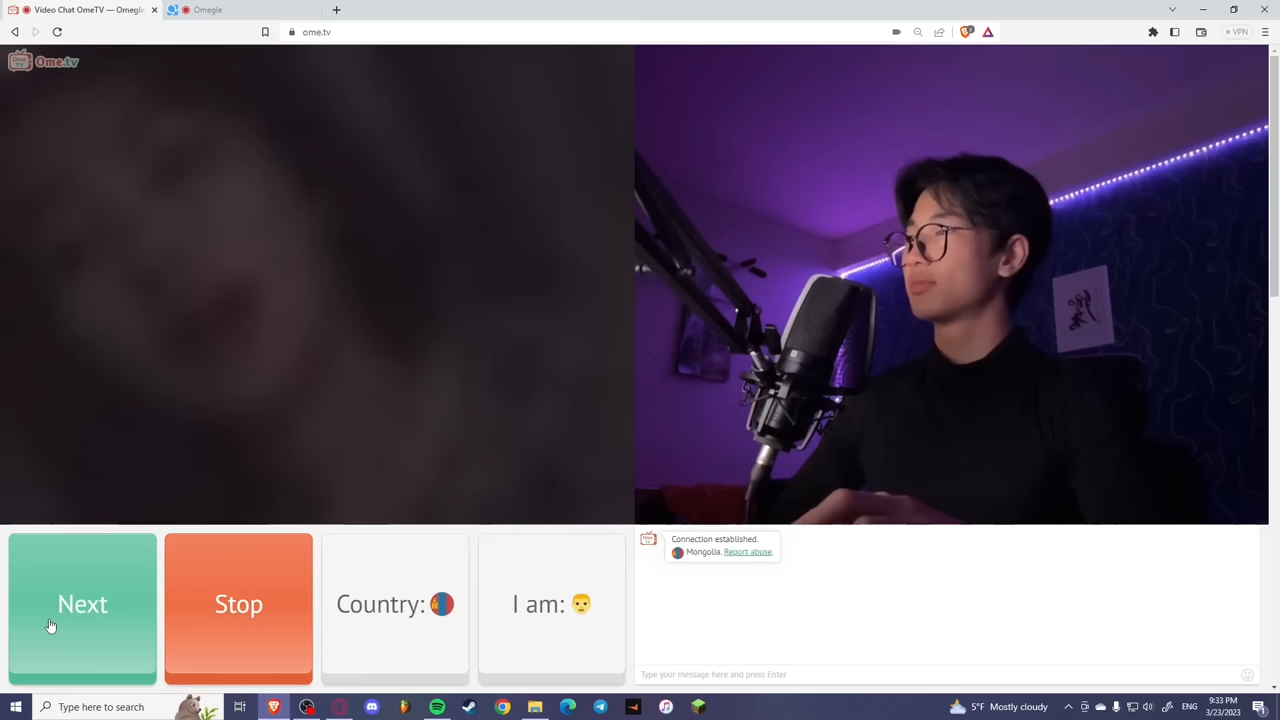 Video Chat OmeTV — Omegle
Omegle
ome.tv
VPN
Ome.tv
Connection established.
Mongolia. Report abuse.
Next
Stop
Country:
I am:
Type your message here and press Enter
Type here to search
5°F Mostly cloudy
9:33 PM
3/23/2023
1